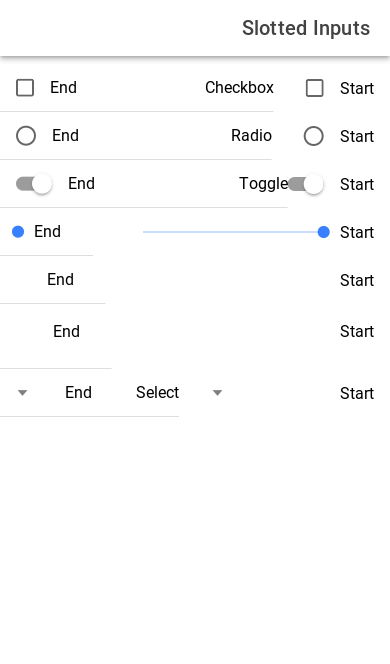 Slotted Inputs
End Checkbox Start
End Radio Start
End Toggle Start
End Start
End Start
End Start
End Select Start